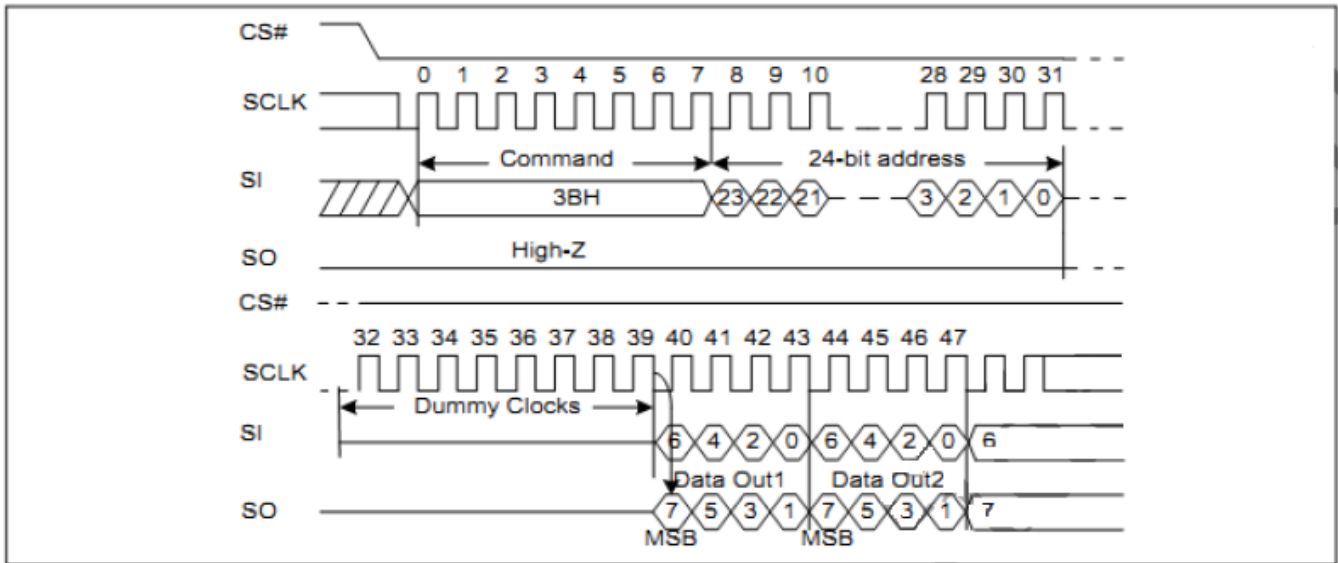 CS#
0 1 2 3 4 5 6 7 8 9 10 28 29 30 31
SCLK
Command 24-bit address
SI
3BH 23 22 21 3 2 1 0
High-Z
SO
CS#
32 33 34 35 36 37 38 39 40 41 42 43 44 45 46 47
SCLK
Dummy Clocks
SI
6 4 2 0 6 4 2 0 6
Data Out1 Data Out2
SO
7 5 3 1 7 5 3 1 7
MSB MSB